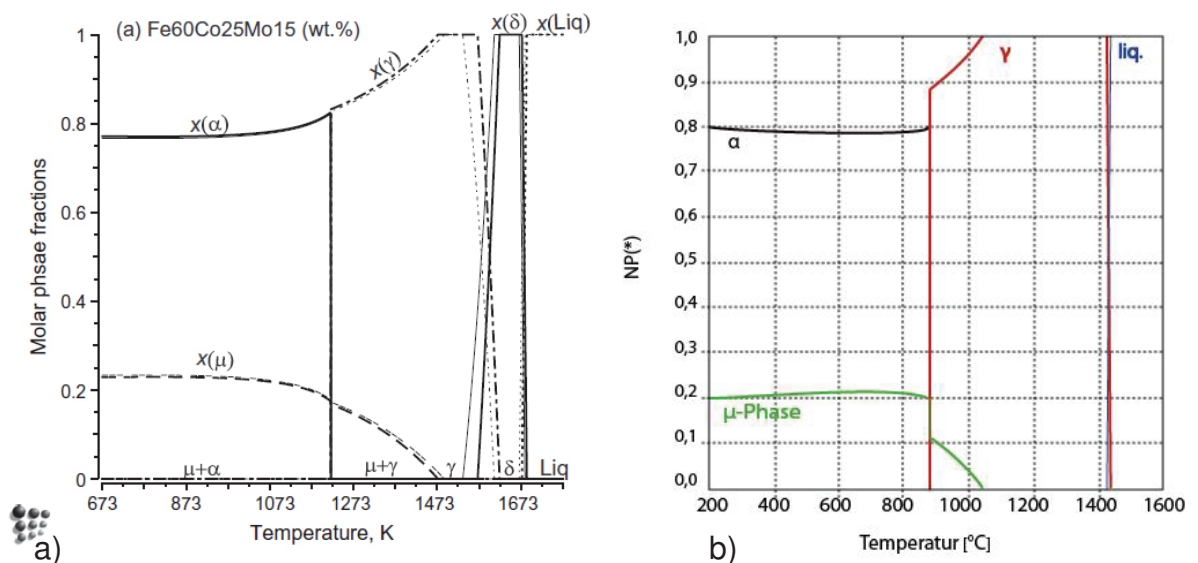 (a) Fe60Co25Mo15 (wt.%)
x(δ)
x(Liq)
1
0.8
0.6
0.4
0.2
0
Molar phsae fractions
x(α)
x(γ)
x(μ)
μ+α
μ+γ
γ
δ
Liq
673
873
1073
1273
1473
1673
Temperature, K
a)
1,0
0,9
0,8
0,7
0,6
0,5
0,4
0,3
0,2
0,1
0,0
NP(*)
γ
liq.
α
μ-Phase
200
400
600
800
1000
1200
1400
1600
Temperatur [°C]
b)